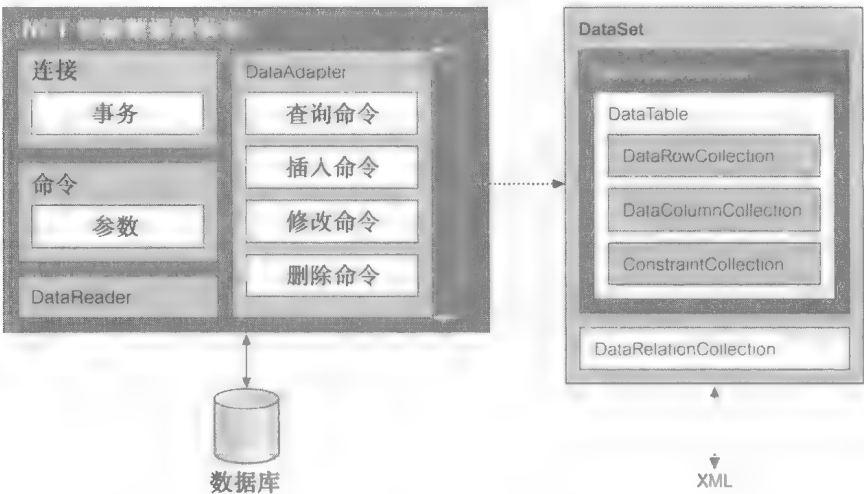 连接
事务
命令
参数
DataReader
DataAdapter
查询命令
插入命令
修改命令
删除命令
数据库
DataSet
DataTable
DataRowCollection
DataColumnCollection
ConstraintCollection
DataRelationCollection
XML